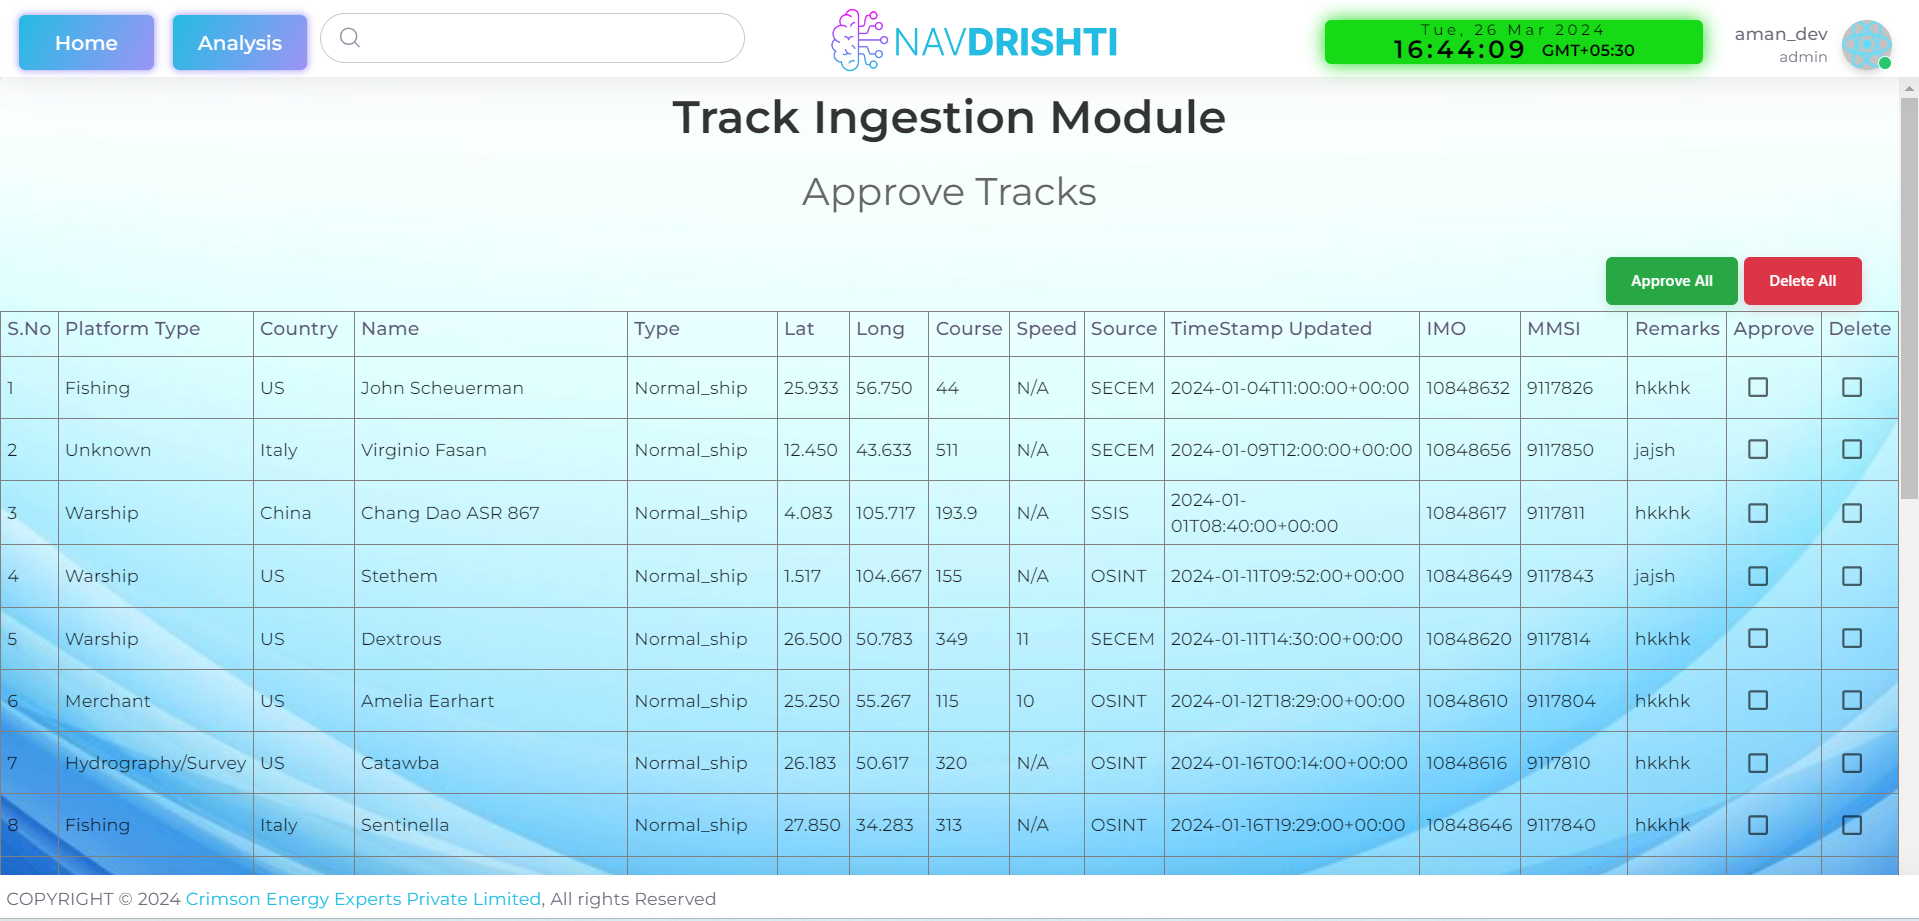 Home
Analysis
NAVDRISHTI
Tue, 26 Mar 2024
16:44:09 GMT+05:30
aman_dev
admin
Track Ingestion Module
Approve Tracks
Approve All
Delete All
S.No Platform Type Country Name Type Lat Long Course Speed Source TimeStamp Updated IMO MMSI Remarks Approve Delete
1 Fishing US John Scheuerman Normal_ship 25.933 56.750 44 N/A SECEM 2024-01-04T11:00:00+00:00 10848632 9117826 hkkhk
2 Unknown Italy Virginio Fasan Normal_ship 12.450 43.633 511 N/A SECEM 2024-01-09T12:00:00+00:00 10848656 9117850 jajsh
3 Warship China Chang Dao ASR 867 Normal_ship 4.083 105.717 193.9 N/A SSIS 2024-01-
01T08:40:00+00:00 10848617 9117811 hkkhk
4 Warship US Stethem Normal_ship 1.517 104.667 155 N/A OSINT 2024-01-11T09:52:00+00:00 10848649 9117843 jajsh
5 Warship US Dextrous Normal_ship 26.500 50.783 349 11 SECEM 2024-01-11T14:30:00+00:00 10848620 9117814 hkkhk
6 Merchant US Amelia Earhart Normal_ship 25.250 55.267 115 10 OSINT 2024-01-12T18:29:00+00:00 10848610 9117804 hkkhk
7 Hydrography/Survey US Catawba Normal_ship 26.183 50.617 320 N/A OSINT 2024-01-16T00:14:00+00:00 10848616 9117810 hkkhk
8 Fishing Italy Sentinella Normal_ship 27.850 34.283 313 N/A OSINT 2024-01-16T19:29:00+00:00 10848646 9117840 hkkhk
COPYRIGHT © 2024 Crimson Energy Experts Private Limited, All rights Reserved